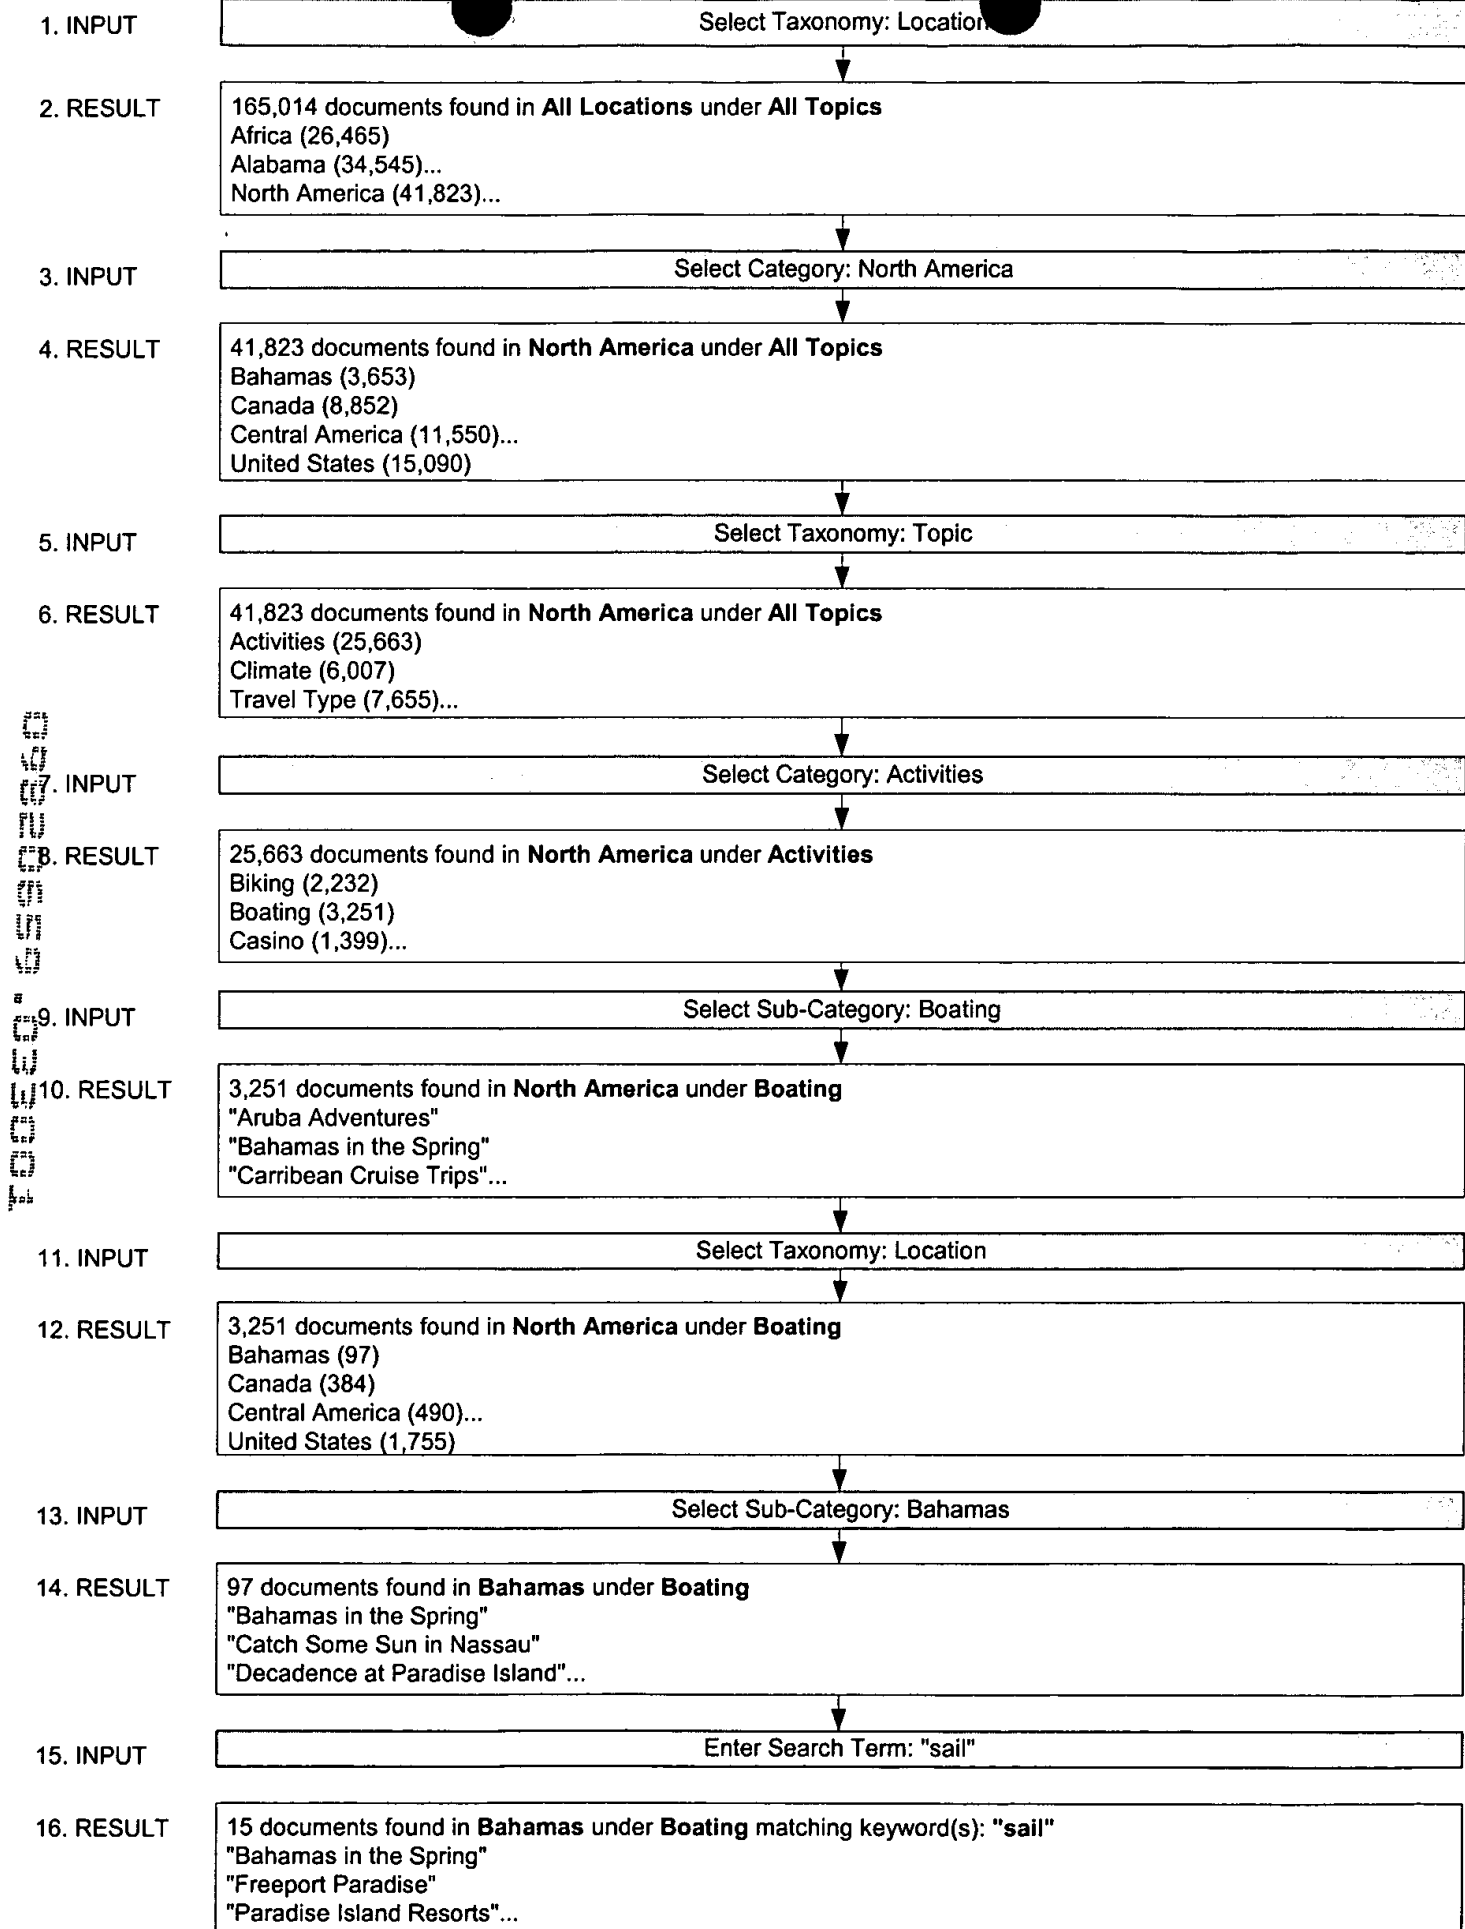 1. INPUT
Select Taxonomy: Location
2. RESULT
165,014 documents found in All Locations under All Topics
Africa (26,465)
Alabama (34,545)...
North America (41,823)...
3. INPUT
Select Category: North America
4. RESULT
41,823 documents found in North America under All Topics
Bahamas (3,653)
Canada (8,852)
Central America (11,550)...
United States (15,090)
5. INPUT
Select Taxonomy: Topic
6. RESULT
41,823 documents found in North America under All Topics
Activities (25,663)
Climate (6,007)
Travel Type (7,655)...
7. INPUT
Select Category: Activities
8. RESULT
25,663 documents found in North America under Activities
Biking (2,232)
Boating (3,251)
Casino (1,399)...
9. INPUT
Select Sub-Category: Boating
10. RESULT
3,251 documents found in North America under Boating
"Aruba Adventures"
"Bahamas in the Spring"
"Carribean Cruise Trips"...
11. INPUT
Select Taxonomy: Location
12. RESULT
3,251 documents found in North America under Boating
Bahamas (97)
Canada (384)
Central America (490)...
United States (1,755)
13. INPUT
Select Sub-Category: Bahamas
14. RESULT
97 documents found in Bahamas under Boating
"Bahamas in the Spring"
"Catch Some Sun in Nassau"
"Decadence at Paradise Island"...
15. INPUT
Enter Search Term: "sail"
16. RESULT
15 documents found in Bahamas under Boating matching keyword(s): "sail"
"Bahamas in the Spring"
"Freeport Paradise"
"Paradise Island Resorts"...